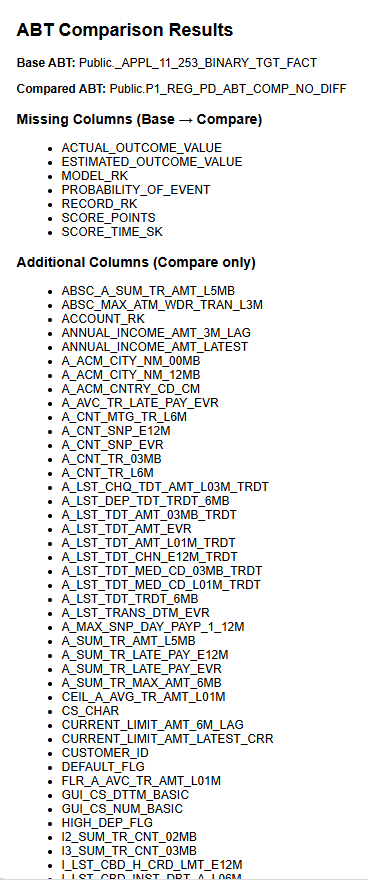 ABT Comparison Results
Base ABT: Public._APPL_11_253_BINARY_TGT_FACT
Compared ABT: Public.P1_REG_PD_ABT_COMP_NO_DIFF
Missing Columns (Base → Compare)
ACTUAL_OUTCOME_VALUE
ESTIMATED_OUTCOME_VALUE
MODEL_RK
PROBABILITY_OF_EVENT
RECORD_RK
SCORE_POINTS
SCORE_TIME_SK
Additional Columns (Compare only)
ABSC_A_SUM_TR_AMT_L5MB
ABSC_MAX_ATM_WDR_TRAN_L3M
ACCOUNT_RK
ANNUAL_INCOME_AMT_3M_LAG
ANNUAL_INCOME_AMT_LATEST
A_ACM_CITY_NM_00MB
A_ACM_CITY_NM_12MB
A_ACM_CNTRY_CD_CM
A_AVC_TR_LATE_PAY_EVR
A_CNT_MTG_TR_L6M
A_CNT_SNP_E12M
A_CNT_SNP_EVR
A_CNT_TR_03MB
A_CNT_TR_L6M
A_LST_CHQ_TDT_AMT_L03M_TRDT
A_LST_DEP_TDT_TRDT_6MB
A_LST_TDT_AMT_03MB_TRDT
A_LST_TDT_AMT_EVR
A_LST_TDT_AMT_L01M_TRDT
A_LST_TDT_CHN_E12M_TRDT
A_LST_TDT_MED_CD_03MB_TRDT
A_LST_TDT_MED_CD_L01M_TRDT
A_LST_TDT_TRDT_6MB
A_LST_TRANS_DTM_EVR
A_MAX_SNP_DAY_PAYP_1_12M
A_SUM_TR_AMT_L5MB
A_SUM_TR_LATE_PAY_E12M
A_SUM_TR_LATE_PAY_EVR
A_SUM_TR_MAX_AMT_6MB
CEIL_A_AVG_TR_AMT_L01M
CS_CHAR
CURRENT_LIMIT_AMT_6M_LAG
CURRENT_LIMIT_AMT_LATEST_CRR
CUSTOMER_ID
DEFAULT_FLG
FLR_A_AVC_TR_AMT_L01M
GUI_CS_DTTM_BASIC
GUI_CS_NUM_BASIC
HIGH_DEP_FLG
I2_SUM_TR_CNT_02MB
I3_SUM_TR_CNT_03MB
I_LST_CBD_H_CRD_LMT_E12M